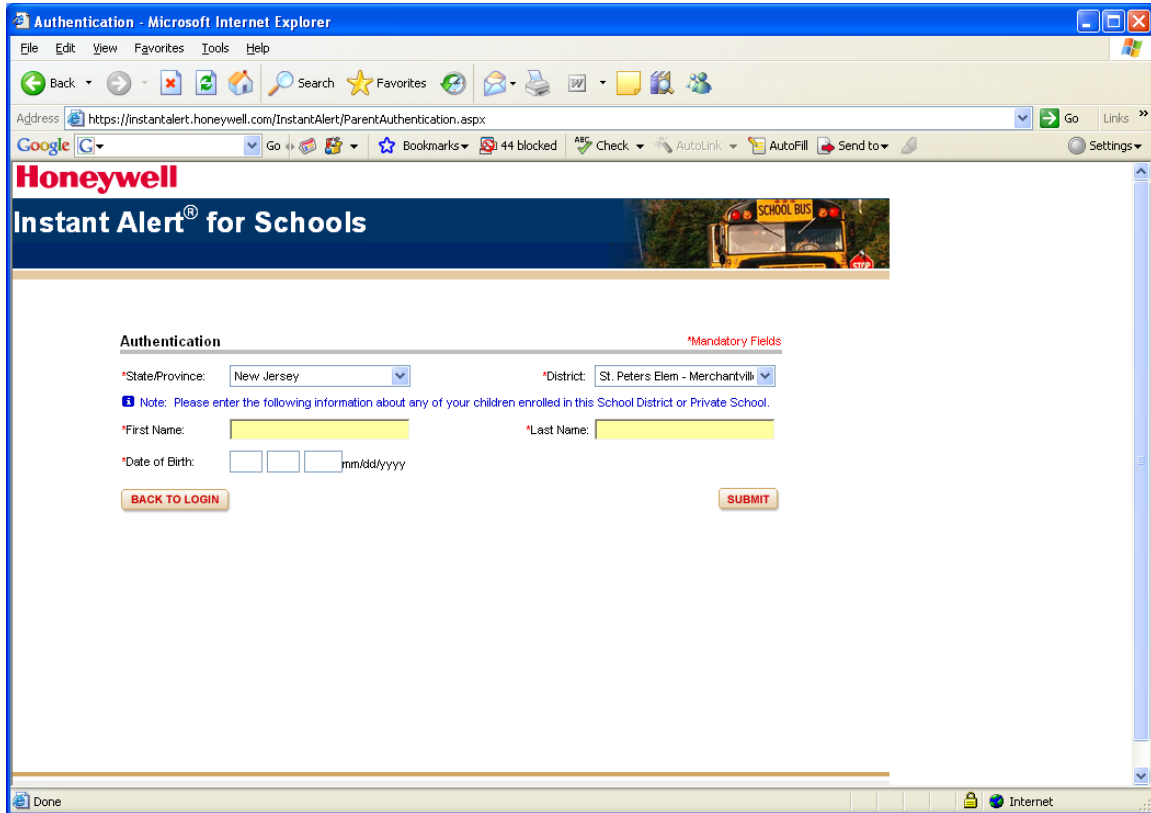 Authentication - Microsoft Internet Explorer
File Edit View Favorites Tools Help
Back Search Favorites
Address https://instantalert.honeywell.com/InstantAlert/ParentAuthentication.aspx Go Links »
Google G Go Bookmarks 44 blocked ABC Check AutoLink AutoFill Send to Settings
Honeywell
Instant Alert® for Schools
SCHOOL BUS
STOP
Authentication *Mandatory Fields
*State/Province: New Jersey *District: St. Peters Elem - Merchantvill
Note: Please enter the following information about any of your children enrolled in this School District or Private School.
*First Name: *Last Name:
*Date of Birth: mm/dd/yyyy
BACK TO LOGIN SUBMIT
Done Internet